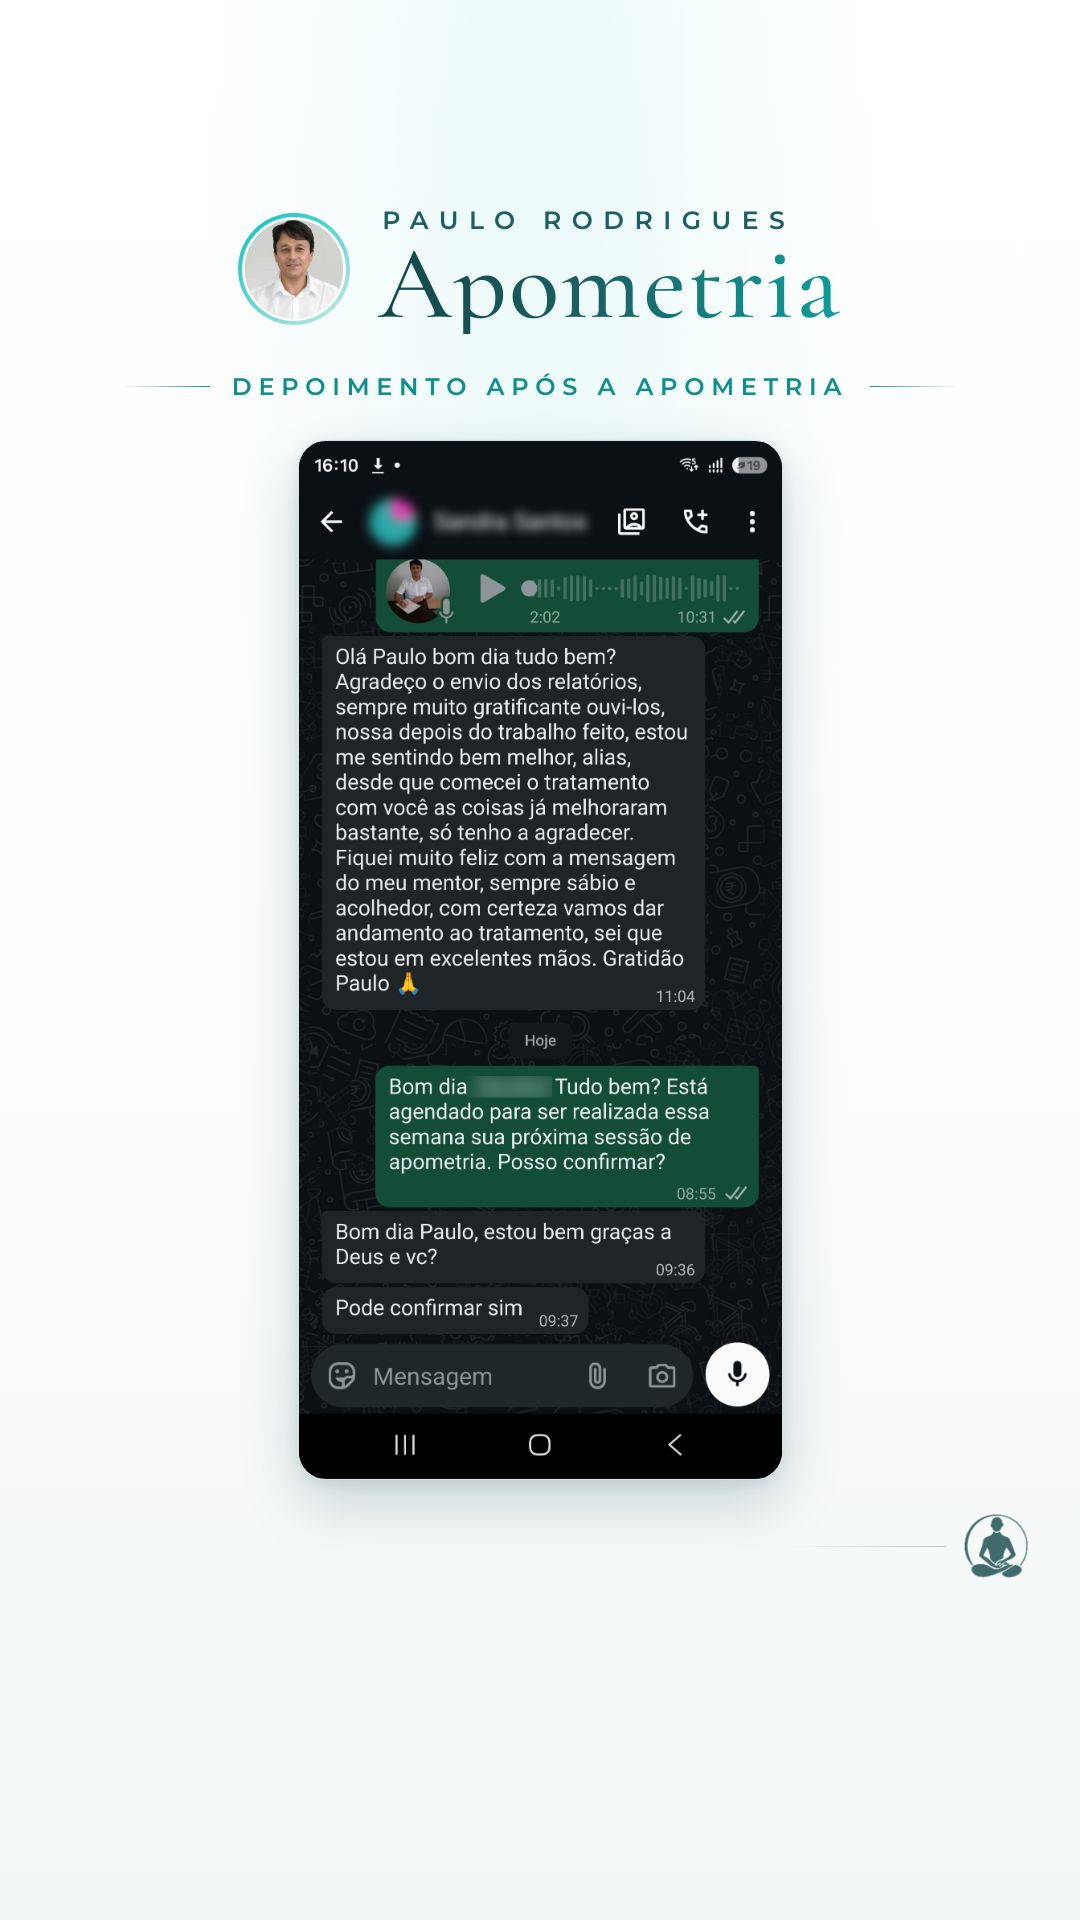 PAULO RODRIGUES
Apometria
DEPOIMENTO APÓS A APOMETRIA
16:10
19
2:02
10:31
Olá Paulo bom dia tudo bem?
Agradeço o envio dos relatórios,
sempre muito gratificante ouvi-los,
nossa depois do trabalho feito, estou
me sentindo bem melhor, alias,
desde que comecei o tratamento
com você as coisas já melhoraram
bastante, só tenho a agradecer.
Fiquei muito feliz com a mensagem
do meu mentor, sempre sábio e
acolhedor, com certeza vamos dar
andamento ao tratamento, sei que
estou em excelentes mãos. Gratidão
Paulo 🙏
11:04
Hoje
Bom dia Tudo bem? Está
agendado para ser realizada essa
semana sua próxima sessão de
apometria. Posso confirmar?
08:55
Bom dia Paulo, estou bem graças a
Deus e vc?
09:36
Pode confirmar sim
09:37
Mensagem